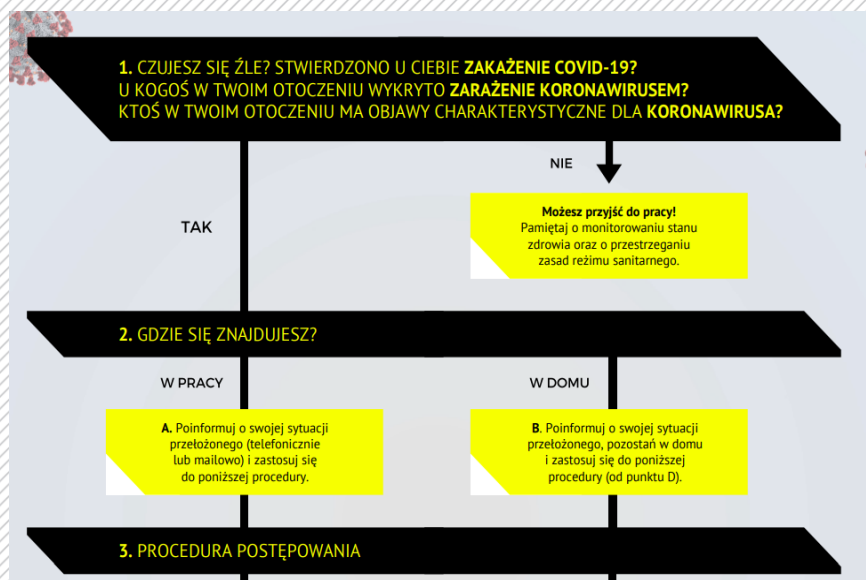 1. CZUJESZ SIĘ ŹLE? STWIERDZONO U CIEBIE ZAKAŻENIE COVID-19?
U KOGOŚ W TWOIM OTOCZENIU WYKRYTO ZARAŻENIE KORONAWIRUSEM?
KTOŚ W TWOIM OTOCZENIU MA OBJAWY CHARAKTERYSTYCZNE DLA KORONAWIRUSA?
NIE
TAK
Możesz przyjść do pracy!
Pamiętaj o monitorowaniu stanu
zdrowia oraz o przestrzeganiu
zasad reżimu sanitarnego.
2. GDZIE SIĘ ZNAJDUJESZ?
W PRACY
A. Poinformuj o swojej sytuacji
przełożonego (telefonicznie
lub mailowo) i zastosuj się
do poniższej procedury.
W DOMU
B. Poinformuj o swojej sytuacji
przełożonego, pozostań w domu
i zastosuj się do poniższej
procedury (od punktu D).
3. PROCEDURA POSTĘPOWANIA